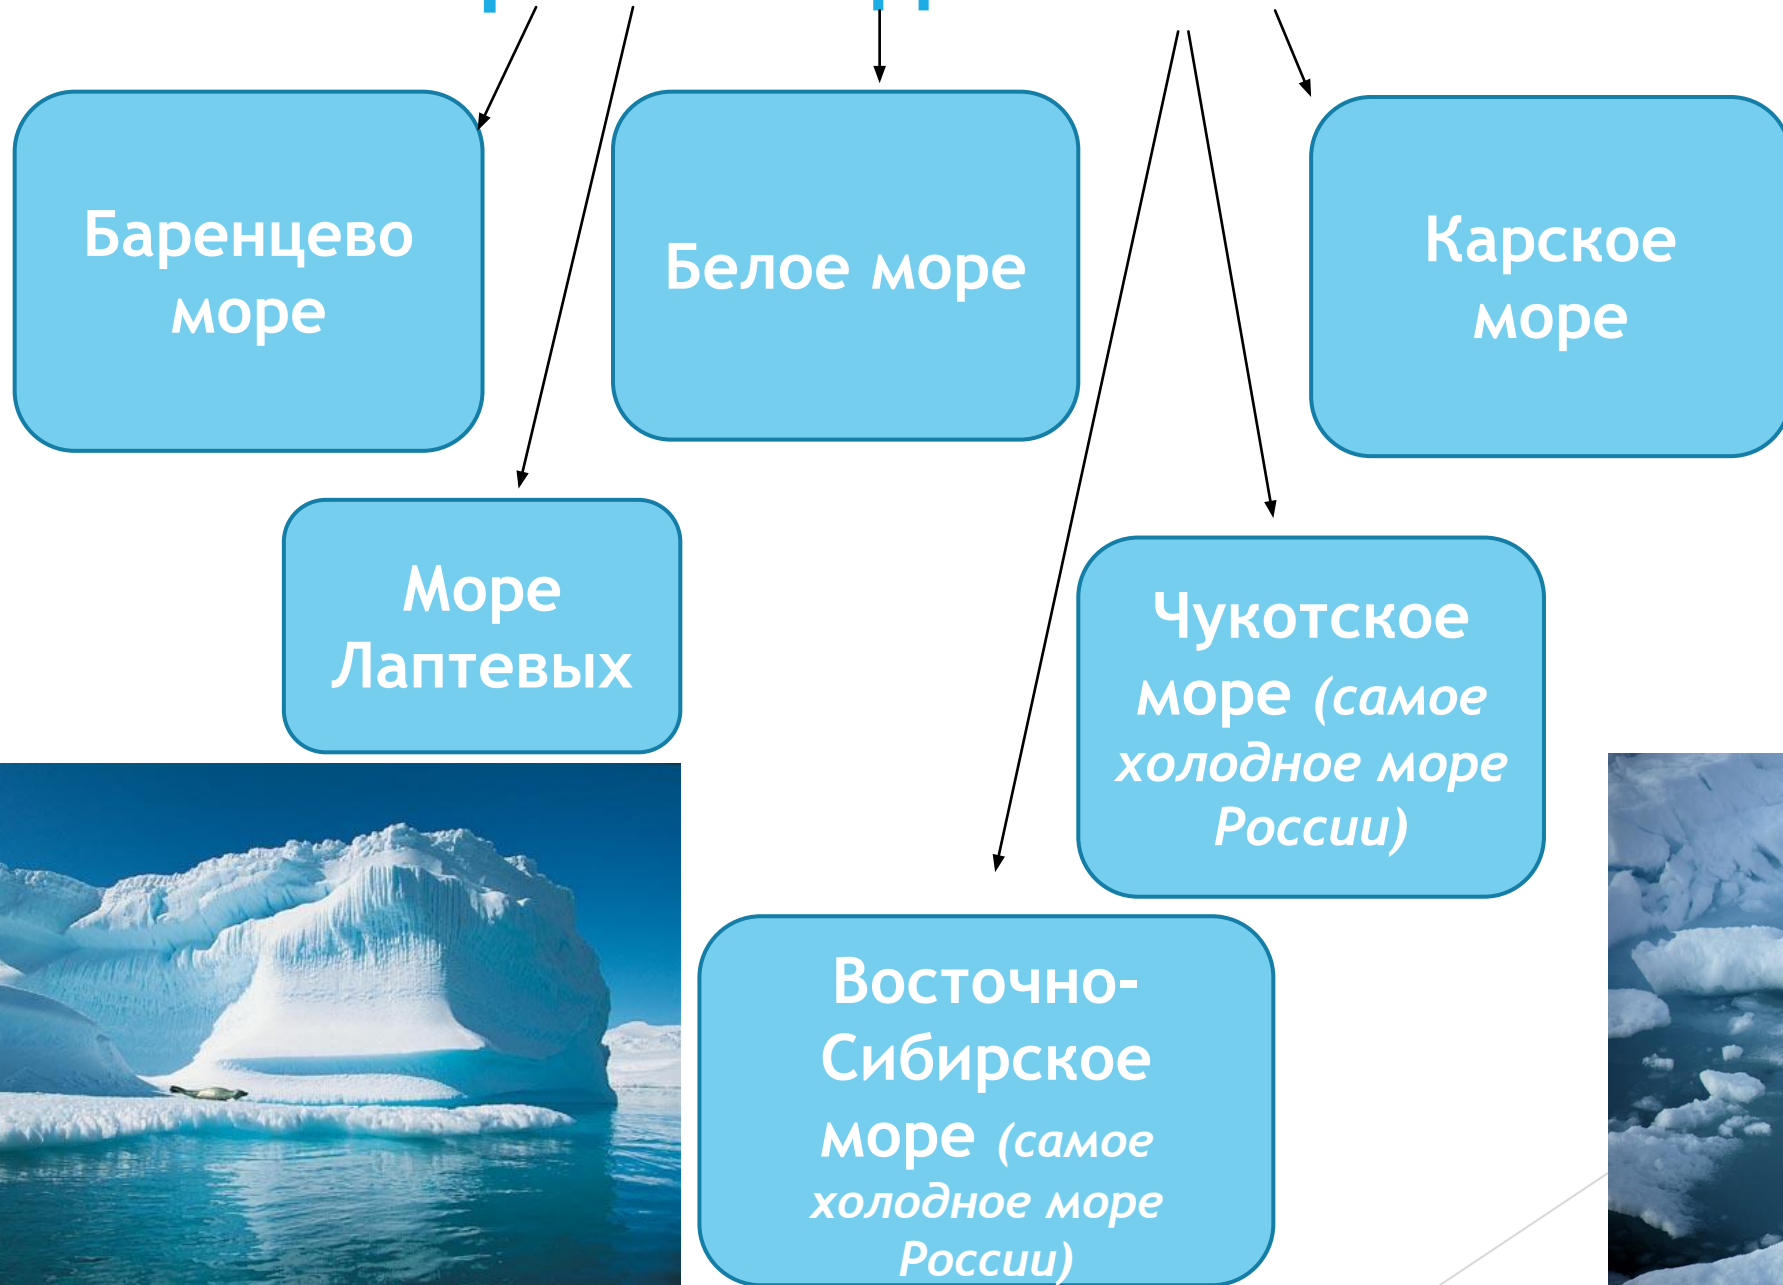 Баренцево
море
Белое море
Карское
море
Море
Лаптевых
Чукотское
море (самое
холодное море
России)
Восточно-
Сибирское
море (самое
холодное море
России)